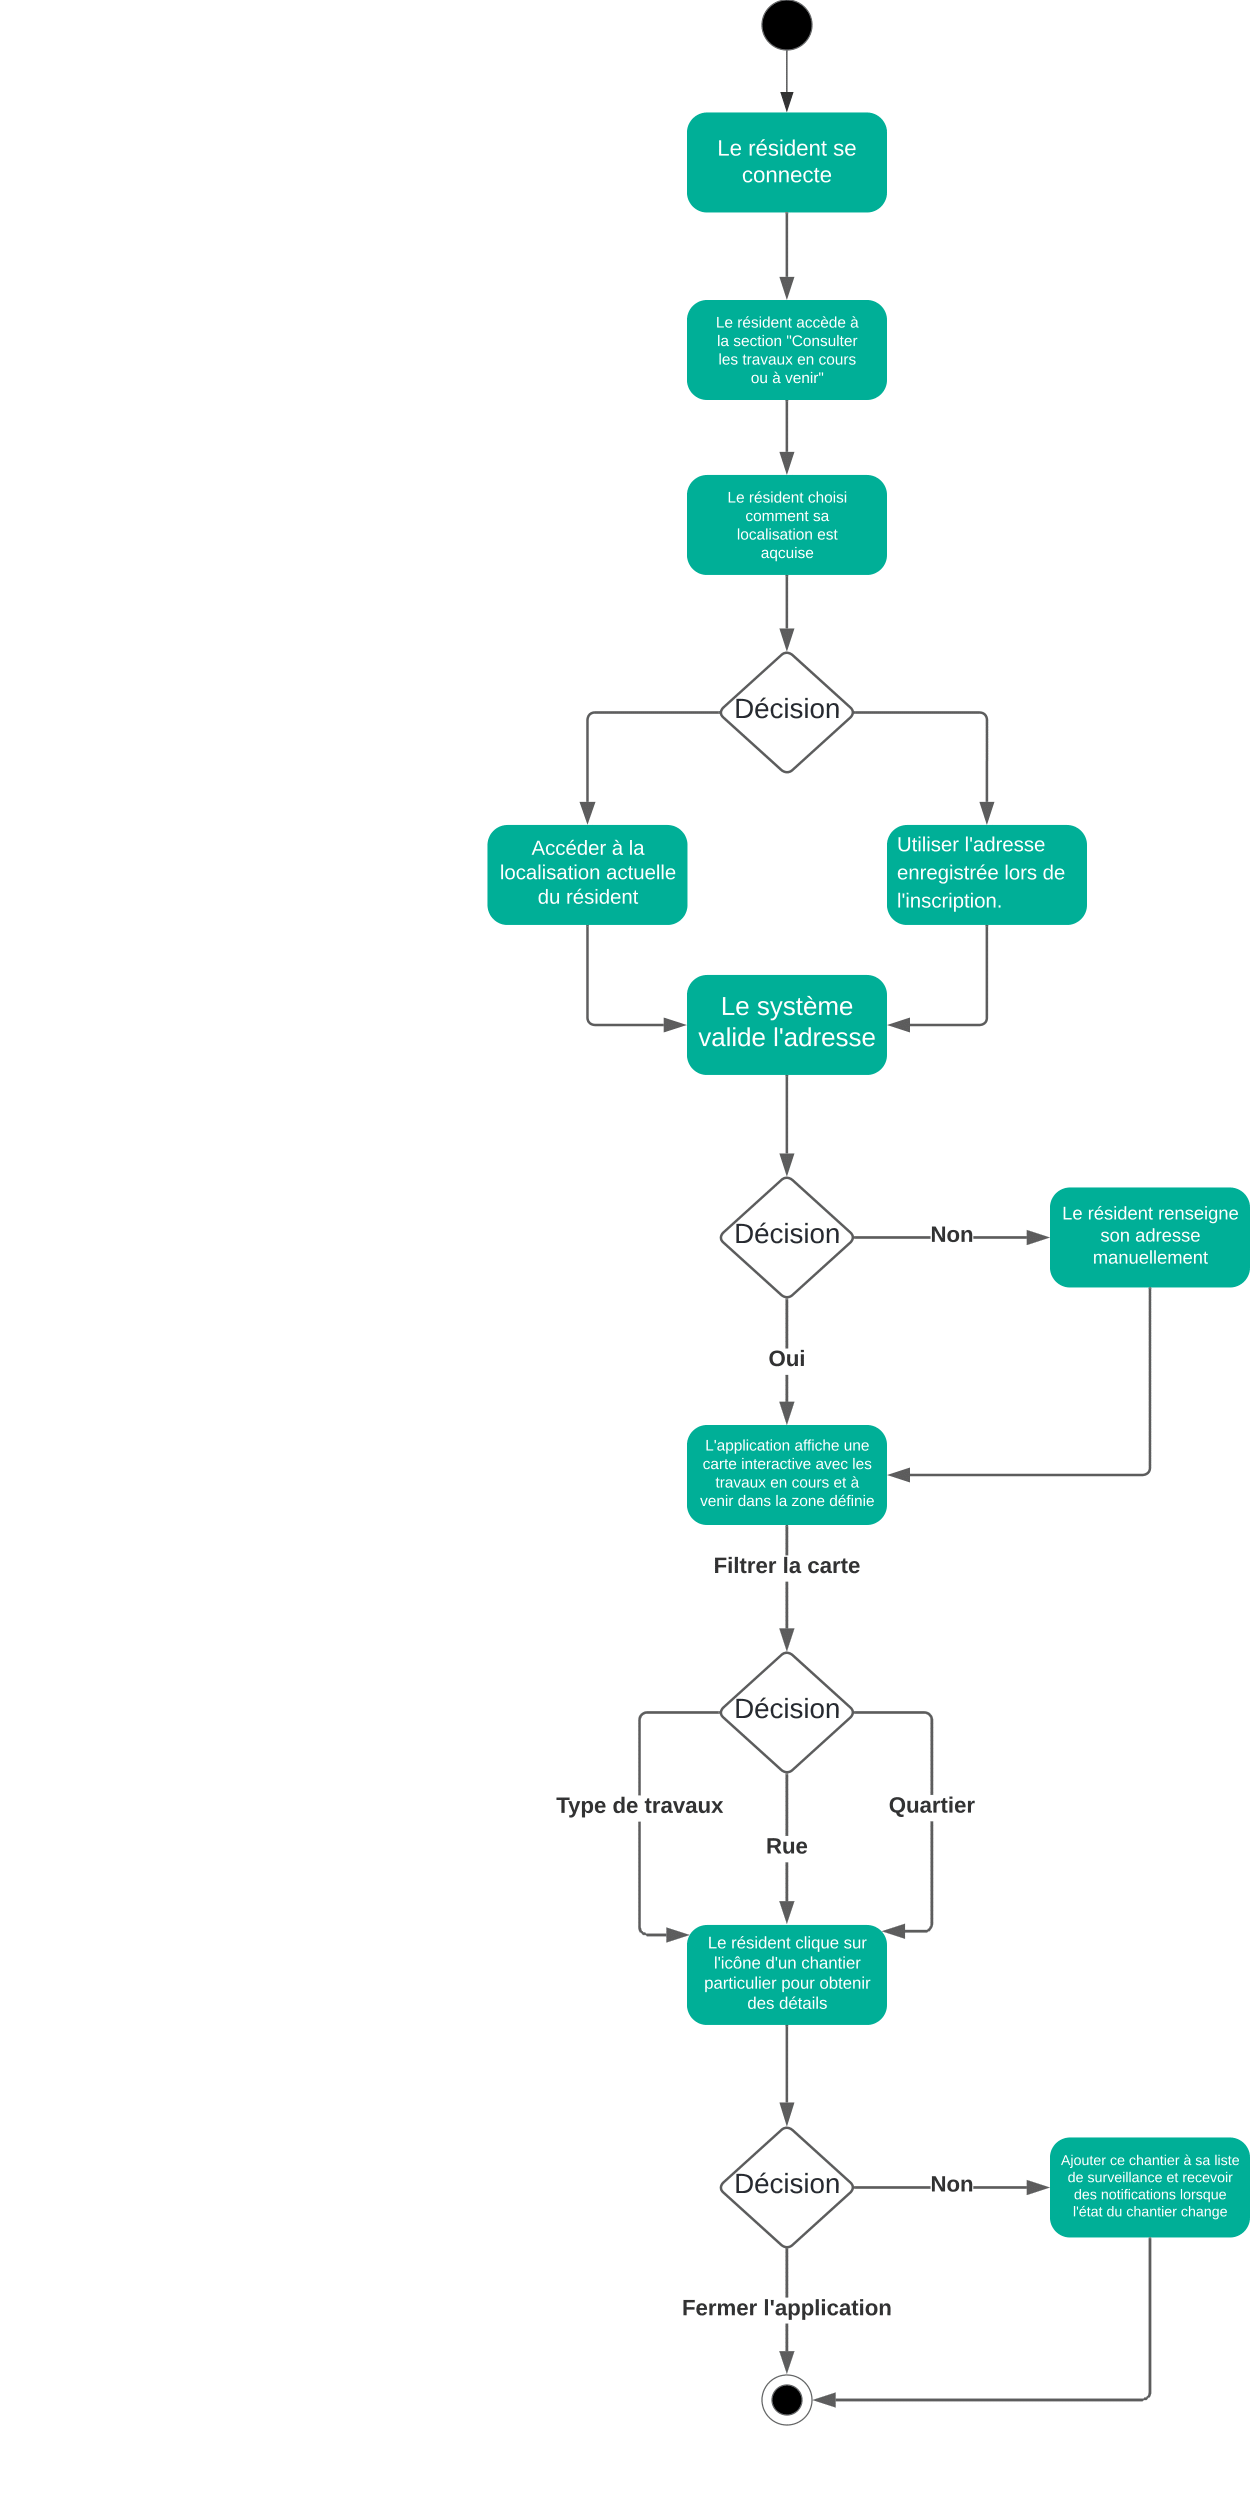 Le résident se
connecte
Le résident accède à
la section "Consulter
les travaux en cours
ou à venir"
Le résident choisi
comment sa
localisation est
aqcuise
Décision
Accéder à la
localisation actuelle
du résident
Utiliser l'adresse
enregistrée lors de
l'inscription.
Le système
valide l'adresse
Décision
Non
Le résident renseigne
son adresse
manuellement
Oui
L'application affiche une
carte interactive avec les
travaux en cours et à
venir dans la zone définie
Filtrer la carte
Décision
Type de travaux
Rue
Quartier
Le résident clique sur
l'icône d'un chantier
particulier pour obtenir
des détails
Décision
Non
Ajouter ce chantier à sa liste
de surveillance et recevoir
des notifications lorsque
l'état du chantier change
Fermer l'application